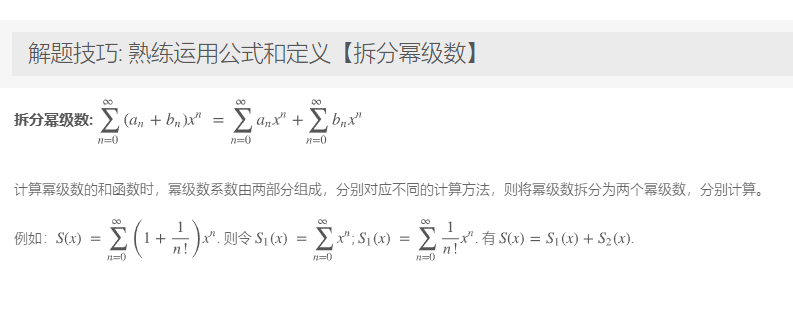 解题技巧: 熟练运用公式和定义【拆分幂级数】
拆分幂级数: $\sum_{n=0}^{\infty} (a_n + b_n)x^n = \sum_{n=0}^{\infty} a_n x^n + \sum_{n=0}^{\infty} b_n x^n$
计算幂级数的和函数时，幂级数系数由两部分组成，分别对应不同的计算方法，则将幂级数拆分为两个幂级数，分别计算。
例如: $S(x) = \sum_{n=0}^{\infty} \left(1 + \frac{1}{n!}\right)x^n$. 则令 $S_1(x) = \sum_{n=0}^{\infty} x^n; S_1(x) = \sum_{n=0}^{\infty} \frac{1}{n!}x^n$. 有 $S(x) = S_1(x) + S_2(x)$.